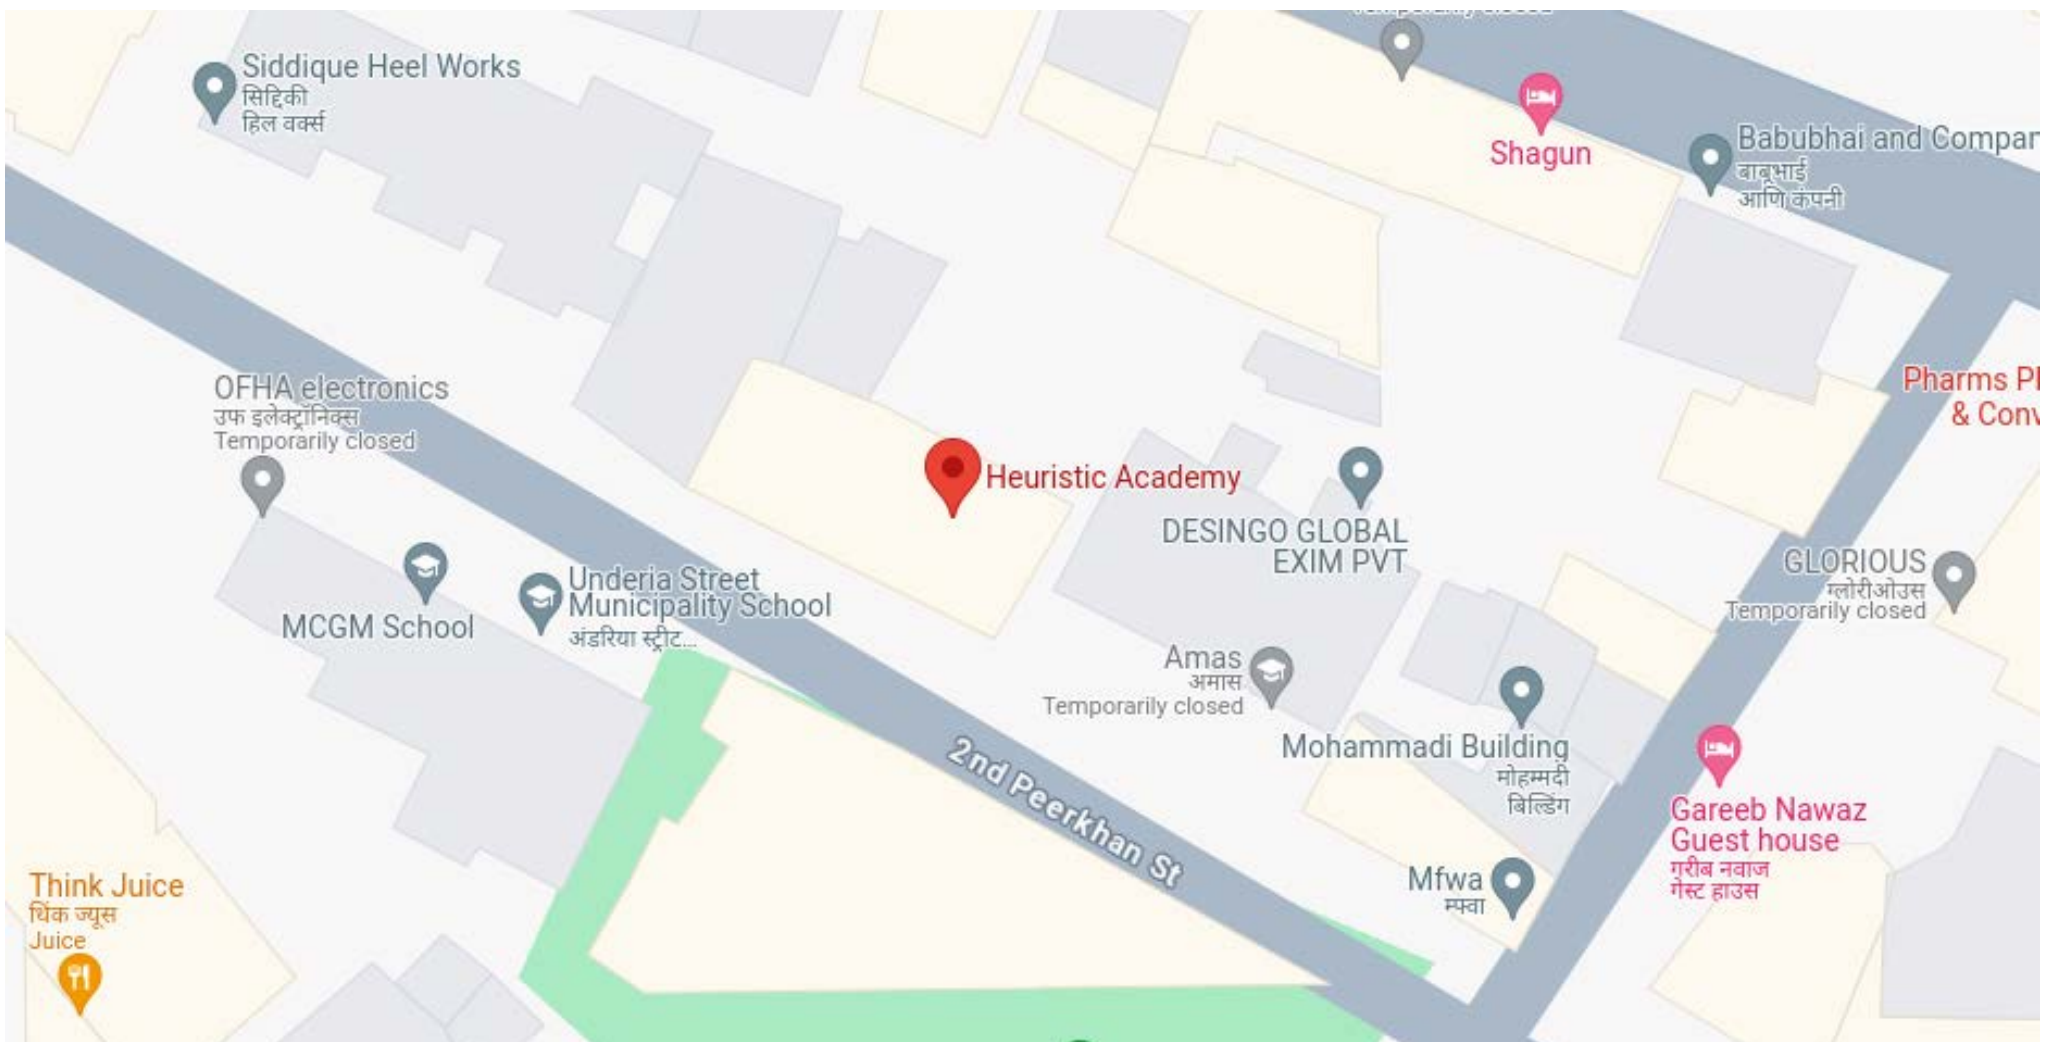 Temporarily closed
Siddique Heel Works
सिद्दिकी
हिल वर्क्स
Shagun
Babubhai and Compan
बाबूभाई
आणि कंपनी
OFHA electronics
उफ इलेक्ट्रॉनिक्स
Temporarily closed
Pharms Pl
& Conv
Heuristic Academy
DESINGO GLOBAL
EXIM PVT
GLORIOUS
ग्लोरीओउस
Temporarily closed
Underia Street
Municipality School
अंडरिया स्ट्रीट...
MCGM School
Amas
अमास
Temporarily closed
Mohammadi Building
मोहम्मदी
बिल्डिंग
2nd Peerkhan St
Gareeb Nawaz
Guest house
गरीब नवाज
गेस्ट हाउस
Mfwa
म्फ्वा
Think Juice
थिंक ज्यूस
Juice